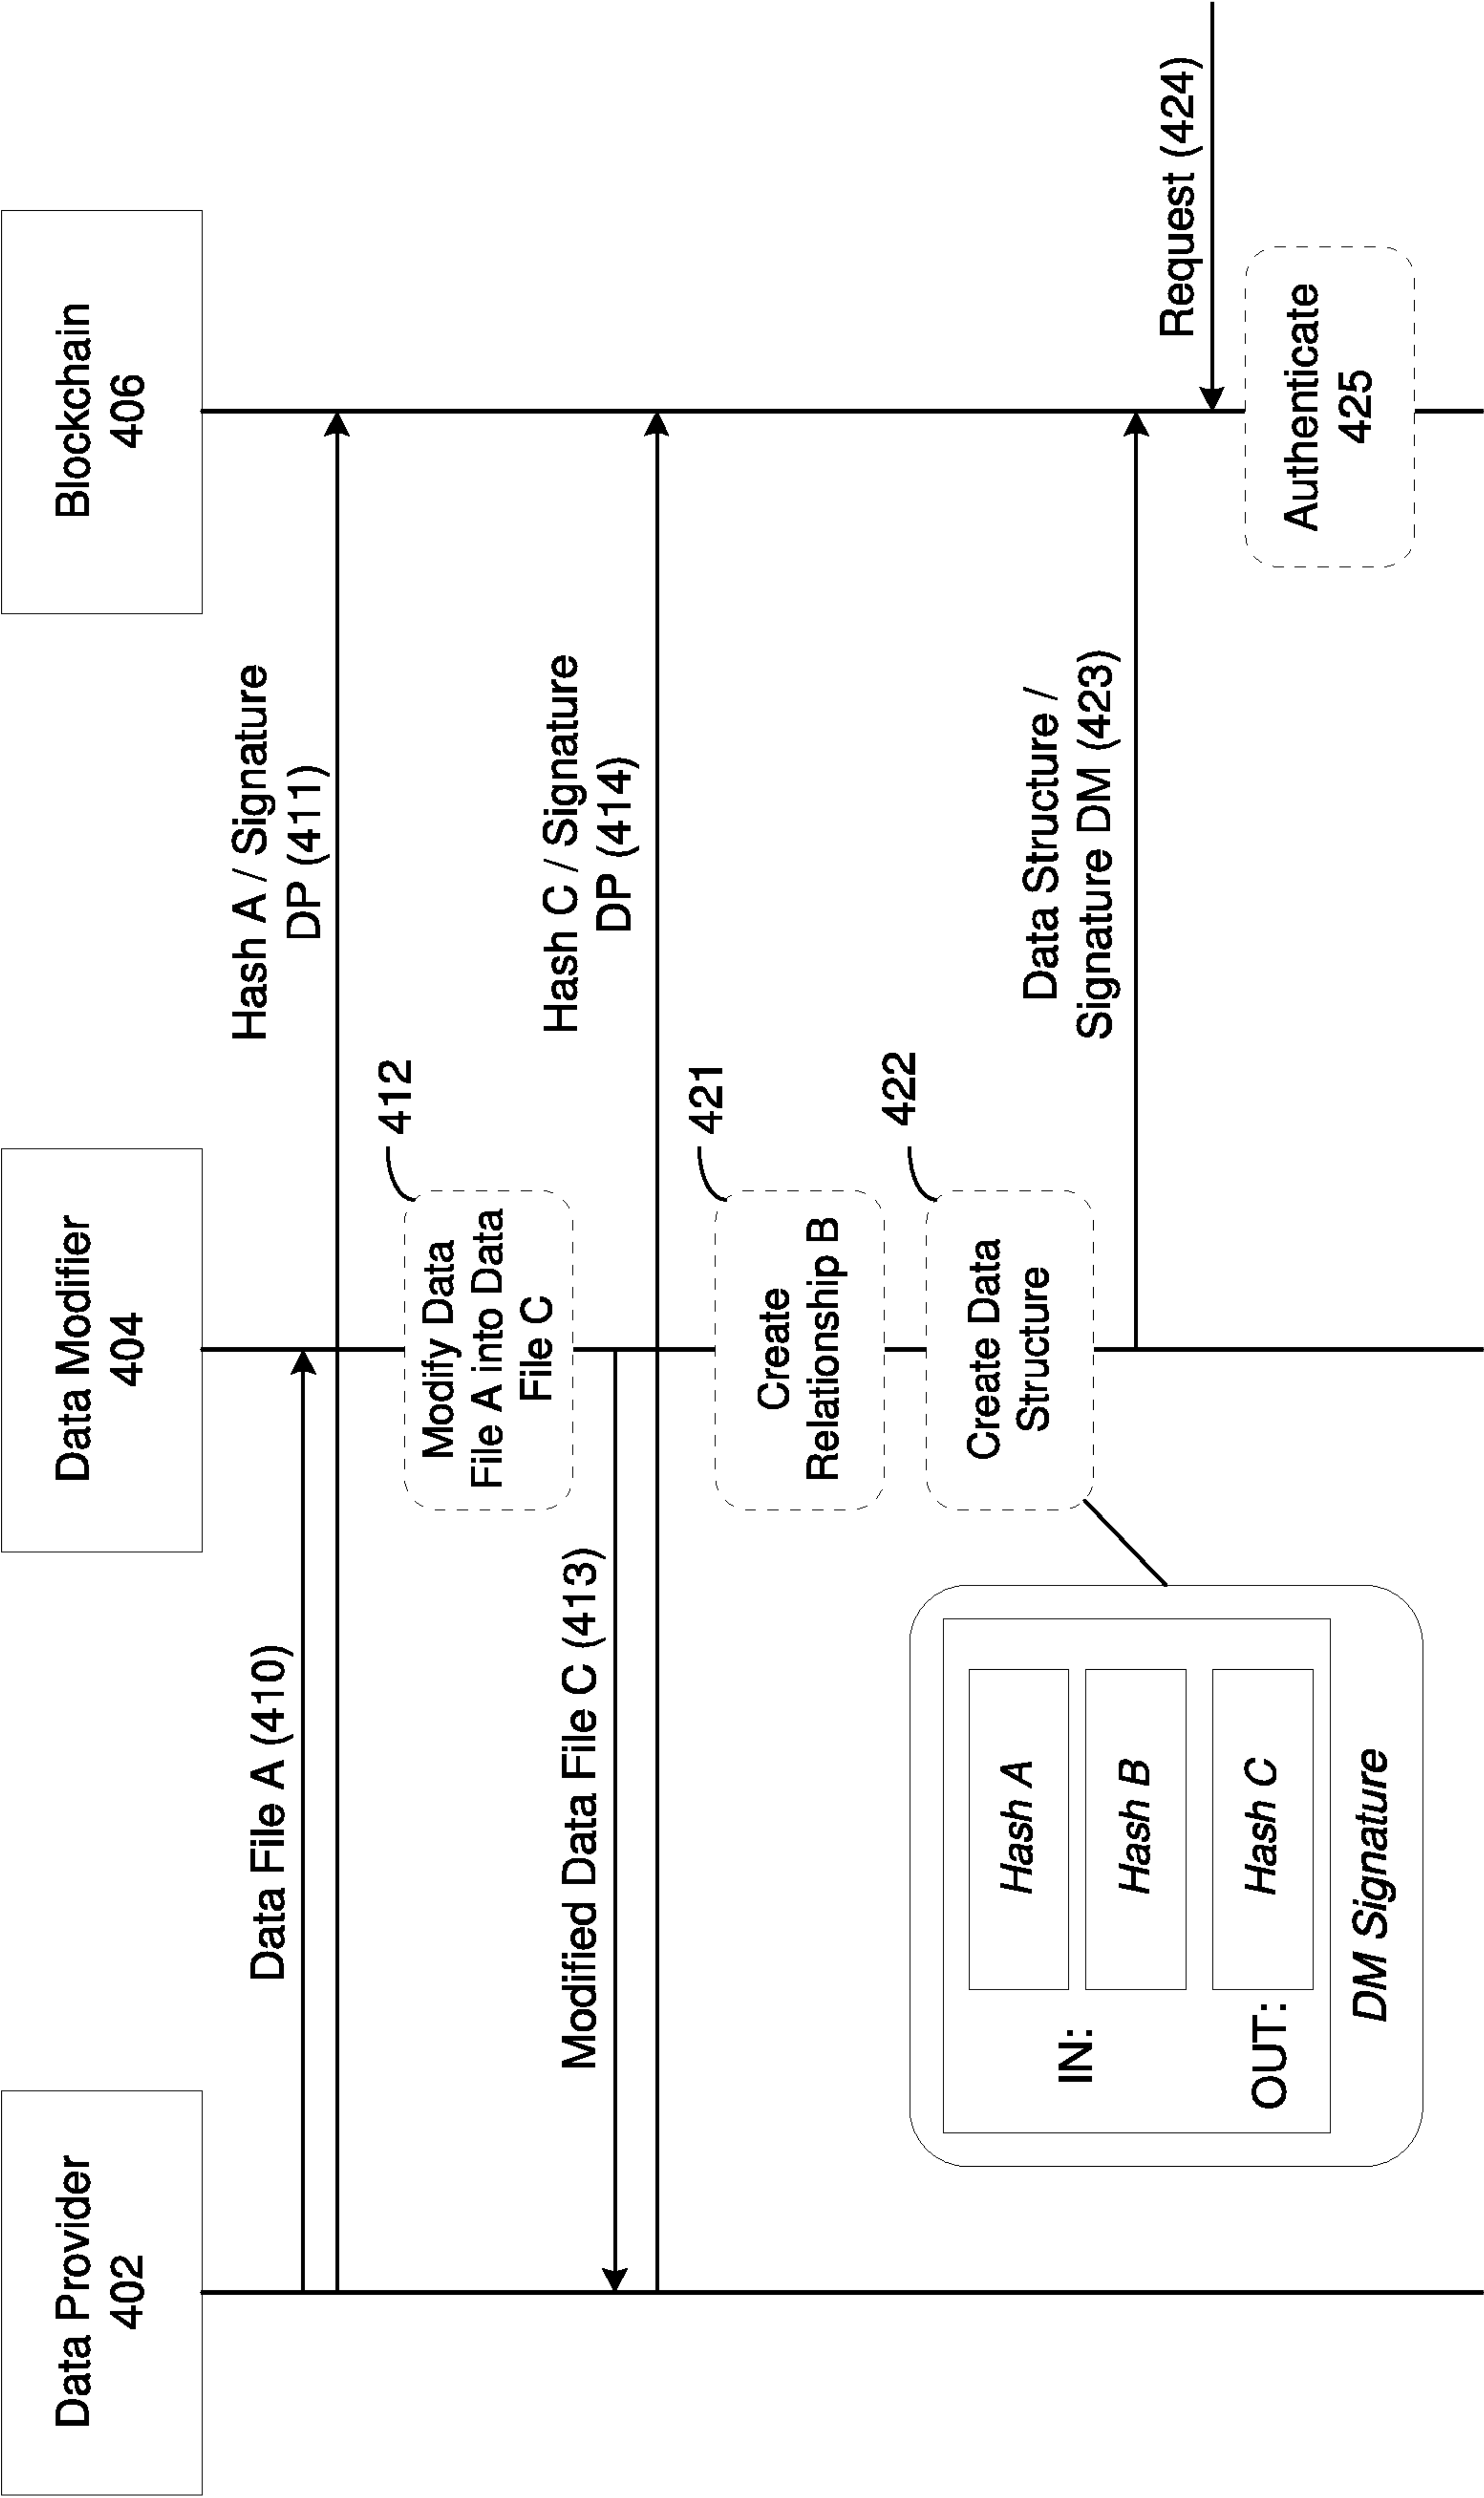 Data Provider
402
Data Modifier
404
Blockchain
406
Data File A (410)
Hash A / Signature
DP (411)
412
Modify Data
File A into Data
File C
Modified Data File C (413)
Hash C / Signature
DP (414)
421
Create
Relationship B
422
Create Data
Structure
IN:
Hash A
Hash B
OUT:
Hash C
DM Signature
Data Structure /
Signature DM (423)
Request (424)
Authenticate
425